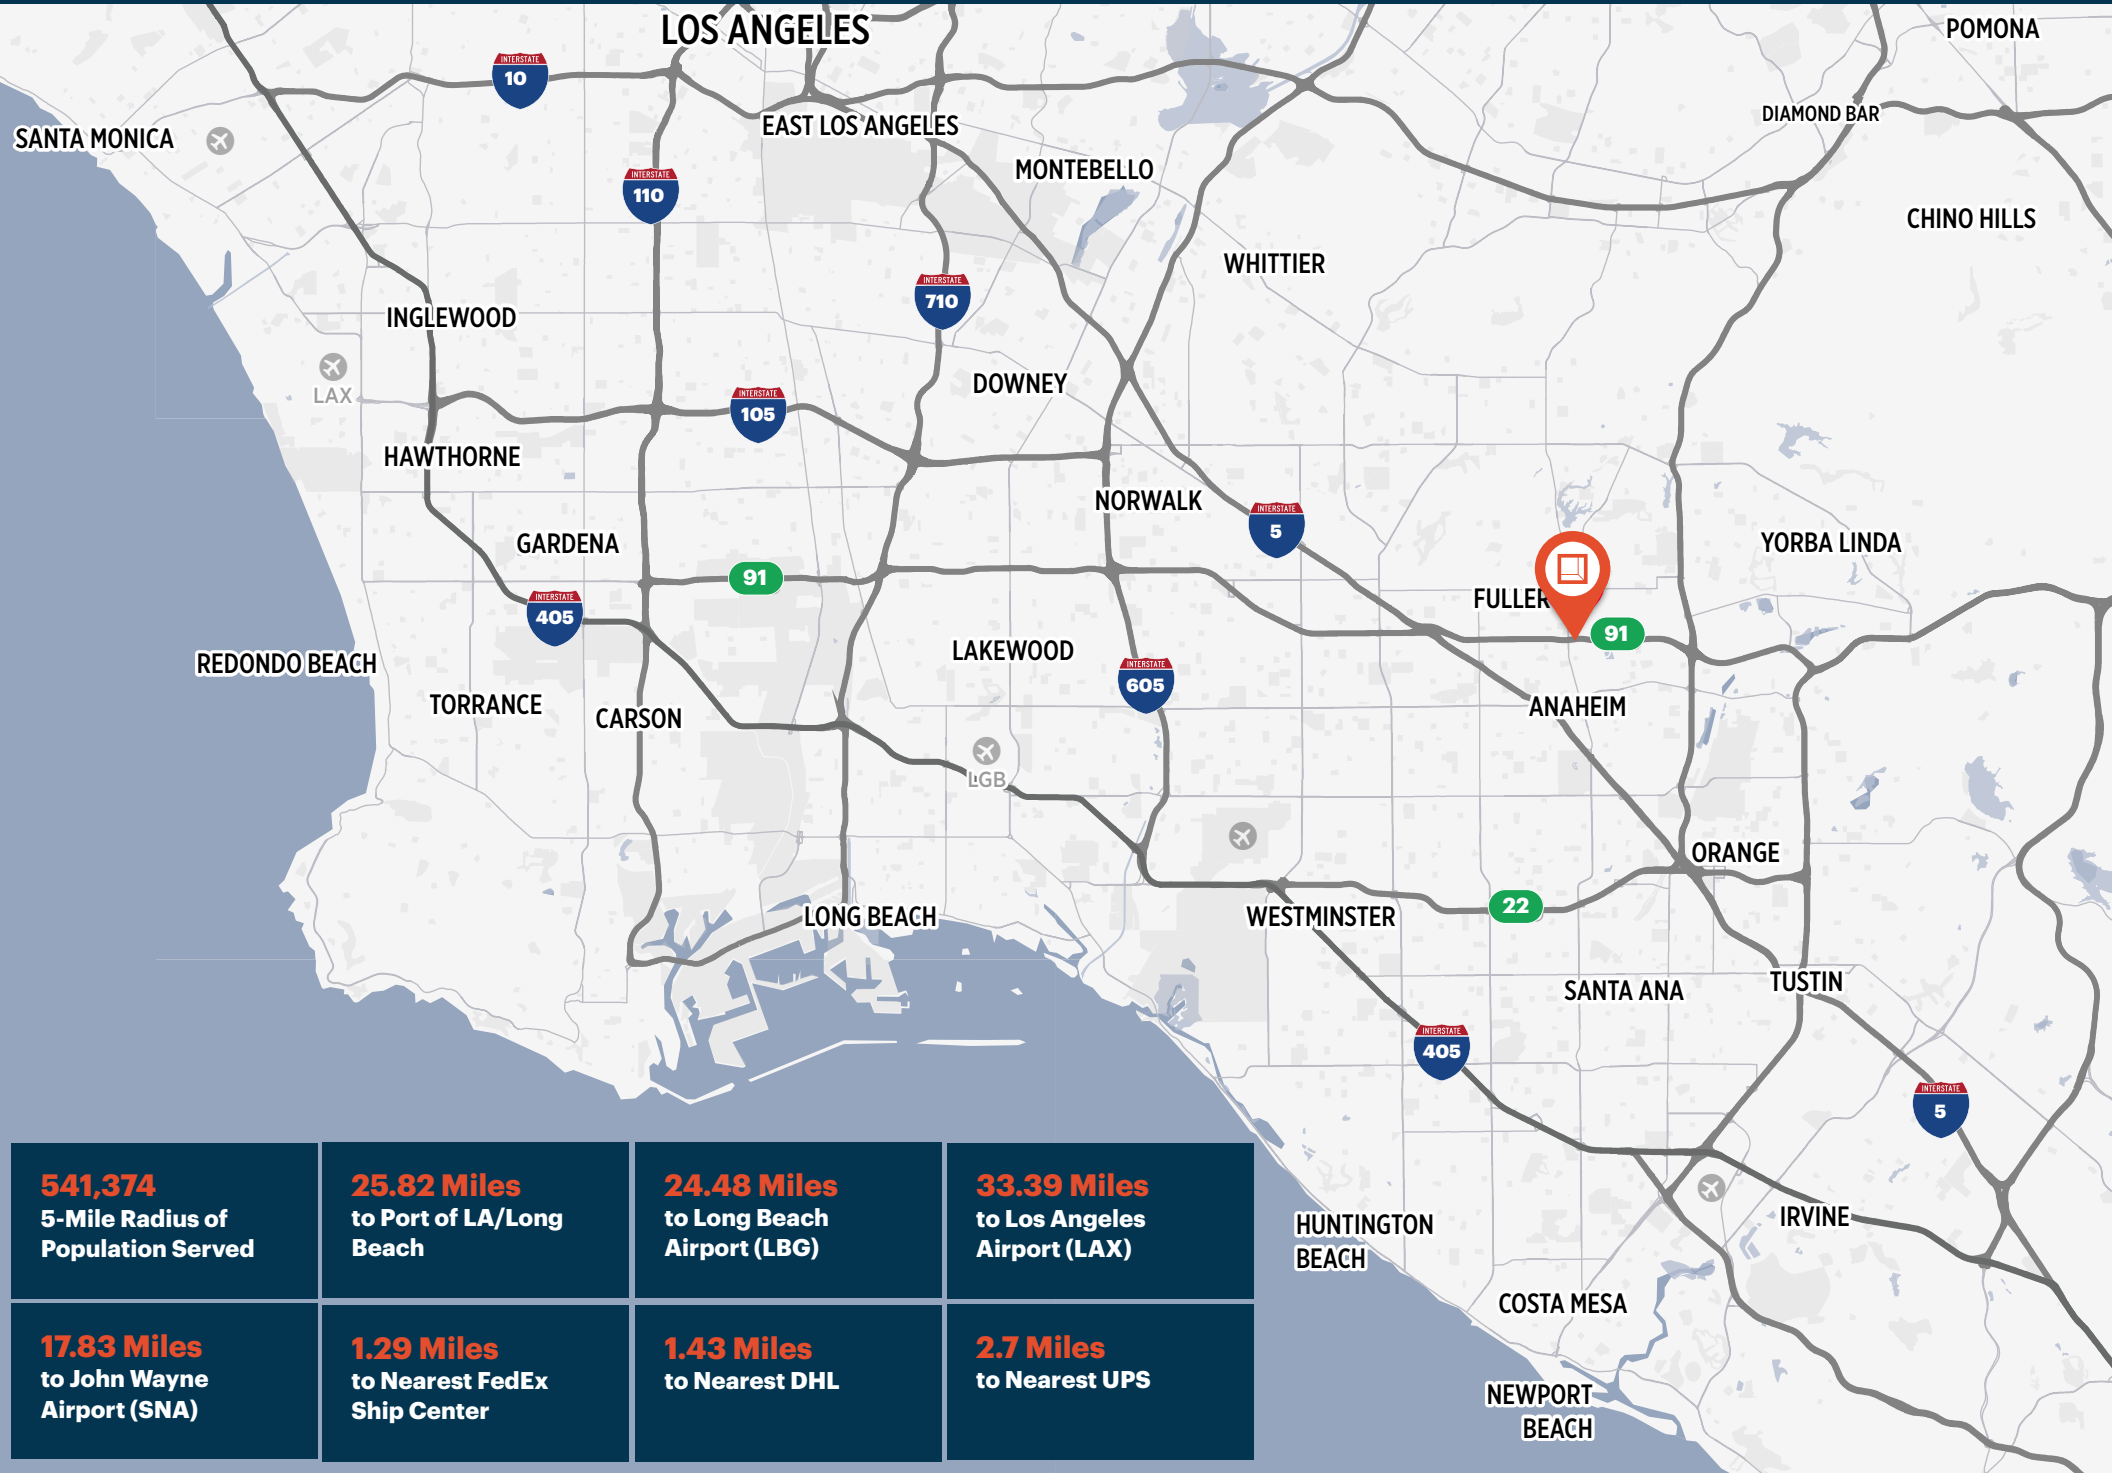 LOS ANGELES
POMONA
INTERSTATE
10
DIAMOND BAR
SANTA MONICA
EAST LOS ANGELES
MONTEBELLO
INTERSTATE
110
CHINO HILLS
WHITTIER
INTERSTATE
710
INGLEWOOD
LAX
DOWNEY
INTERSTATE
105
HAWTHORNE
NORWALK
INTERSTATE
5
GARDENA
YORBA LINDA
91
FULLER
INTERSTATE
405
91
LAKEWOOD
REDONDO BEACH
INTERSTATE
605
TORRANCE
CARSON
ANAHEIM
LGB
ORANGE
LONG BEACH
WESTMINSTER
22
TUSTIN
SANTA ANA
INTERSTATE
405
INTERSTATE
5
HUNTINGTON
BEACH
IRVINE
COSTA MESA
NEWPORT
BEACH
541,374
5-Mile Radius of
Population Served
25.82 Miles
to Port of LA/Long
Beach
24.48 Miles
to Long Beach
Airport (LBG)
33.39 Miles
to Los Angeles
Airport (LAX)
17.83 Miles
to John Wayne
Airport (SNA)
1.29 Miles
to Nearest FedEx
Ship Center
1.43 Miles
to Nearest DHL
2.7 Miles
to Nearest UPS